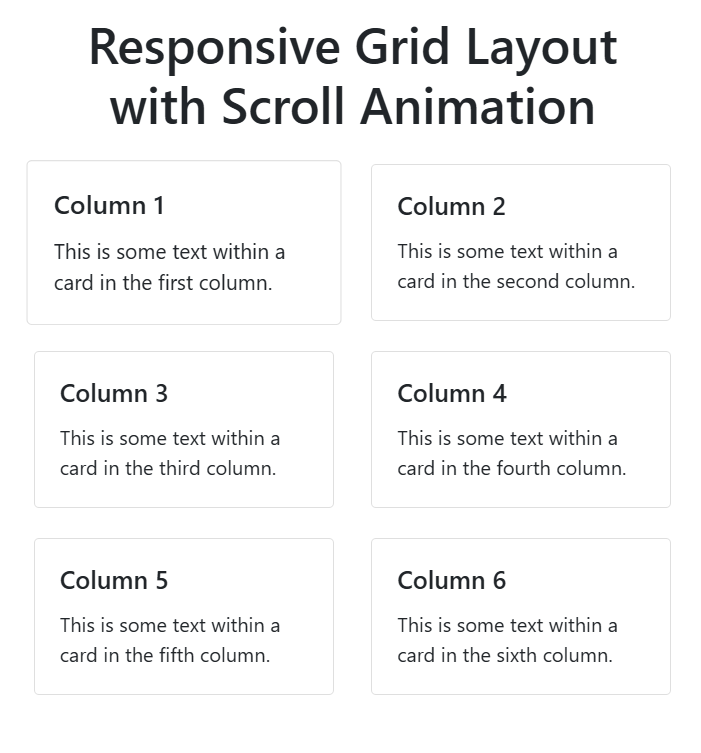 Responsive Grid Layout
with Scroll Animation
Column 1
This is some text within a
card in the first column.
Column 2
This is some text within a
card in the second column.
Column 3
This is some text within a
card in the third column.
Column 4
This is some text within a
card in the fourth column.
Column 5
This is some text within a
card in the fifth column.
Column 6
This is some text within a
card in the sixth column.